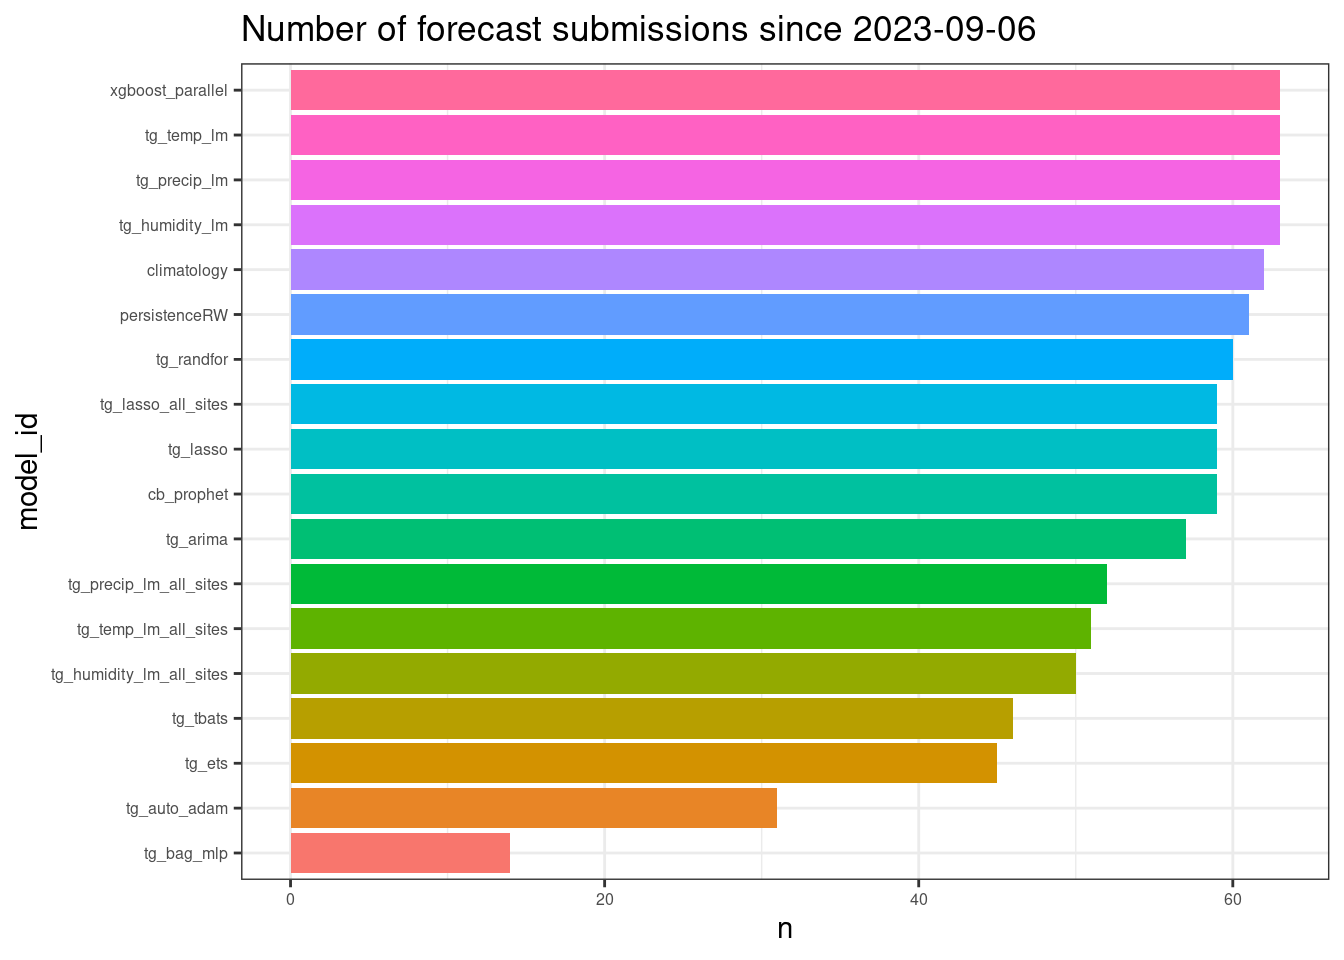 Number of forecast submissions since 2023-09-06
model_id
xgboost_parallel
tg_temp_lm
tg_precip_lm
tg_humidity_lm
climatology
persistenceRW
tg_randfor
tg_lasso_all_sites
tg_lasso
cb_prophet
tg_arima
tg_precip_lm_all_sites
tg_temp_lm_all_sites
tg_humidity_lm_all_sites
tg_tbats
tg_ets
tg_auto_adam
tg_bag_mlp
0 20 40 60
n